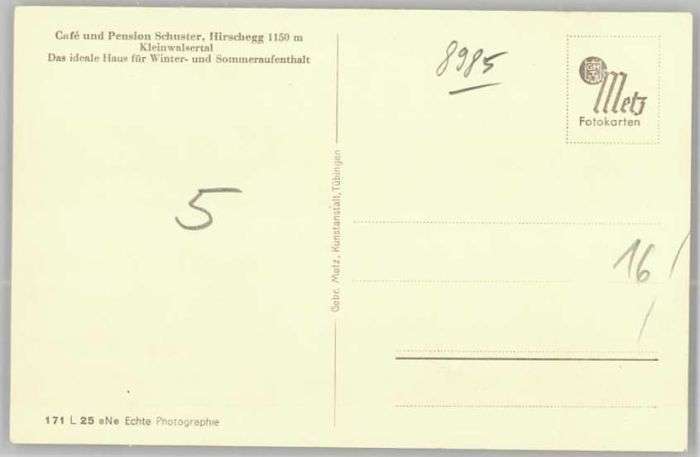 Café und Pension Schuster, Hirschegg 1150 m
Kleinwalsertal
Das ideale Haus für Winter- und Sommeraufenthalt
8985
Metz
Fotokarten
5
Gebr. Metz, Kunstanstalt, Tübingen
16/
171 L 25 eNe Echte Photographie